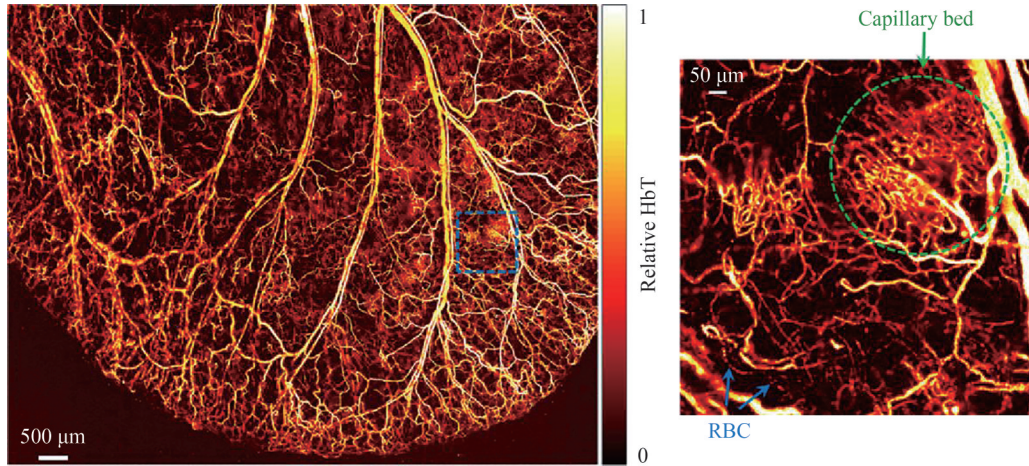 500 μm
1
Relative HbT
0
Capillary bed
50 μm
RBC